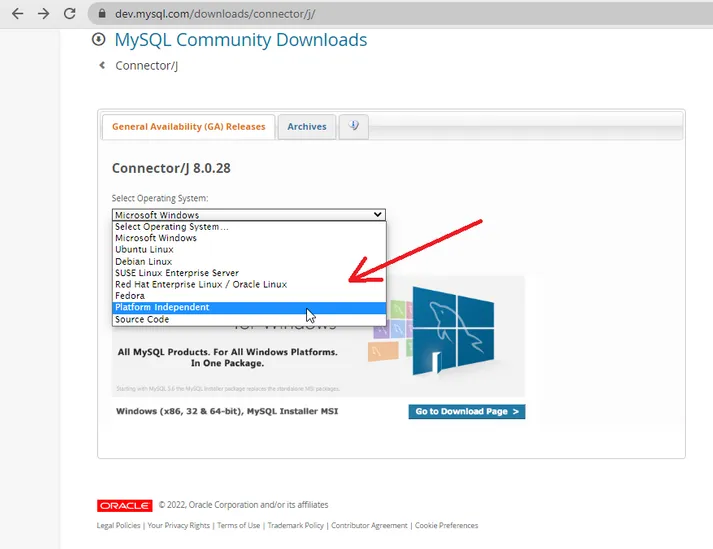 dev.mysql.com/downloads/connector/j/
MySQL Community Downloads
Connector/J
General Availability (GA) Releases
Archives
Connector/J 8.0.28
Select Operating System:
Microsoft Windows
Select Operating System...
Microsoft Windows
Ubuntu Linux
Debian Linux
SUSE Linux Enterprise Server
Red Hat Enterprise Linux / Oracle Linux
Fedora
Platform Independent
Source Code
for Windows
All MySQL Products. For All Windows Platforms.
In One Package.
Starting with MySQL 5.6 the MySQL Installer package replaces the standalone MSI packages.
Windows (x86, 32 & 64-bit), MySQL Installer MSI
Go to Download Page >
ORACLE © 2022, Oracle Corporation and/or its affiliates
Legal Policies | Your Privacy Rights | Terms of Use | Trademark Policy | Contributor Agreement | Cookie Preferences